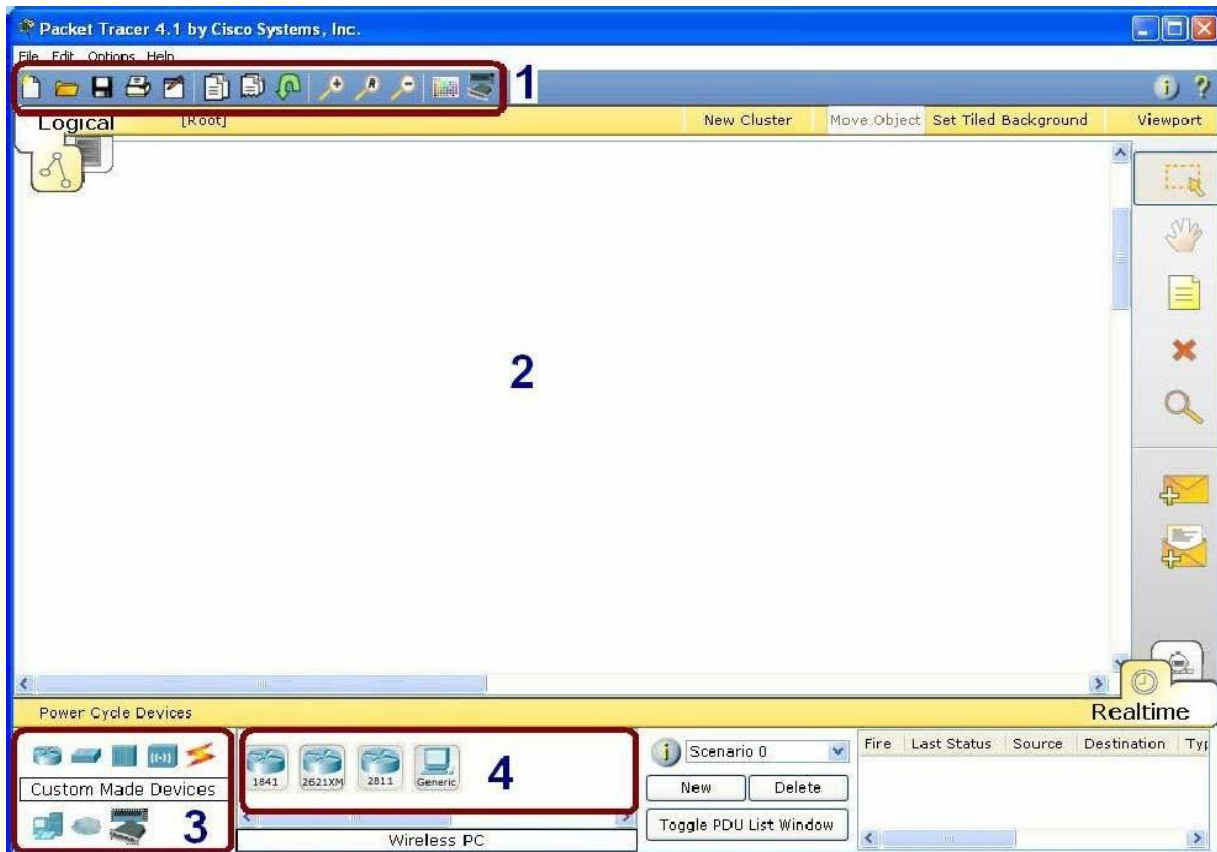 Packet Tracer 4.1 by Cisco Systems, Inc.
File Edit Options Help
1
Logical [Root] New Cluster Move Object Set Tiled Background Viewport
2
Power Cycle Devices Realtime
1841 2621XM 2811 Generic 4
Custom Made Devices
3
Wireless PC
Scenario 0
New Delete
Toggle PDU List Window
Fire Last Status Source Destination Typ